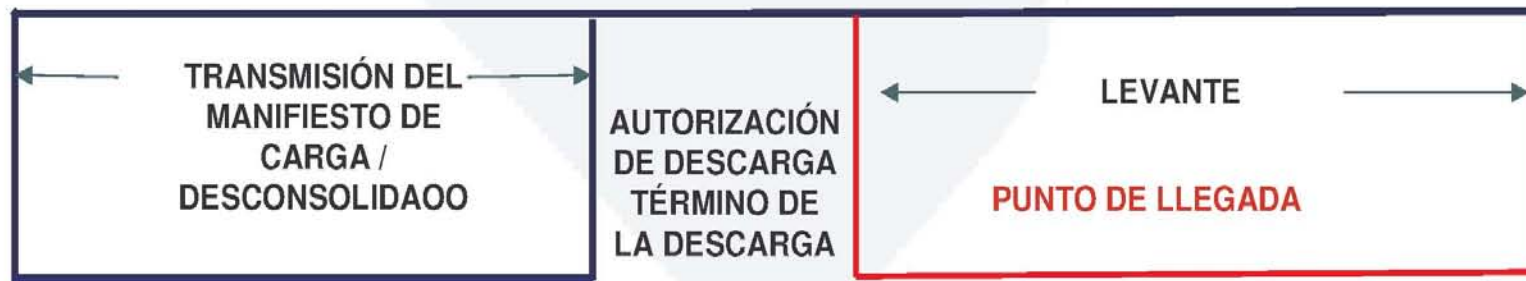 TRANSMISIÓN DEL
MANIFIESTO DE
CARGA /
DESCONSOLIDAOO
AUTORIZACIÓN
DE DESCARGA
TÉRMINO DE
LA DESCARGA
LEVANTE
PUNTO DE LLEGADA